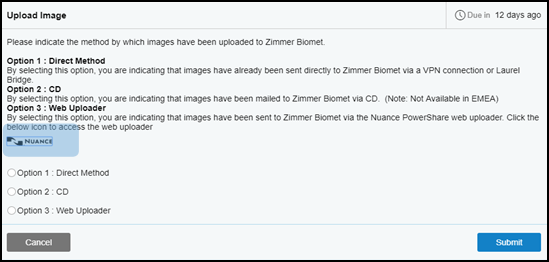 Upload Image
Due in 12 days ago
Please indicate the method by which images have been uploaded to Zimmer Biomet.
Option 1 : Direct Method
By selecting this option, you are indicating that images have already been sent directly to Zimmer Biomet via a VPN connection or Laurel
Bridge.
Option 2 : CD
By selecting this option, you are indicating that images have been mailed to Zimmer Biomet via CD. (Note: Not Available in EMEA)
Option 3 : Web Uploader
By selecting this option, you are indicating that images have been sent to Zimmer Biomet via the Nuance PowerShare web uploader. Click the
below icon to access the web uploader
NUANCE
Option 1 : Direct Method
Option 2 : CD
Option 3 : Web Uploader
Cancel
Submit